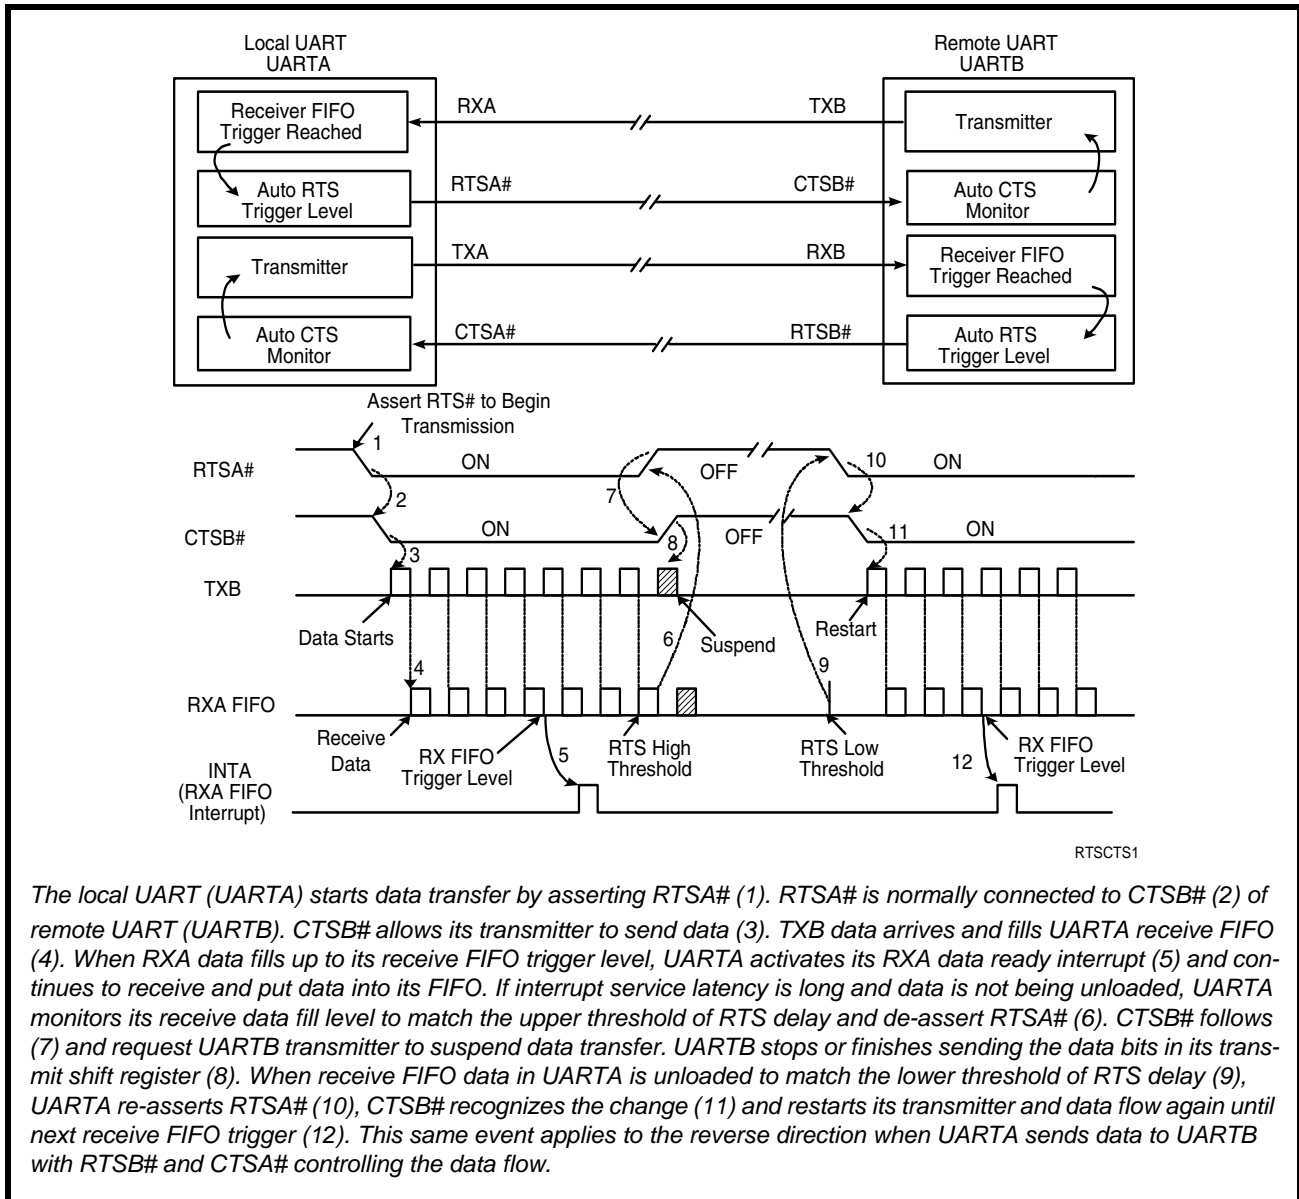 Local UART
UARTA
Remote UART
UARTB
Receiver FIFO
Trigger Reached
RXA
TXB
Transmitter
Auto RTS
Trigger Level
RTSA#
CTSB#
Auto CTS
Monitor
Transmitter
TXA
RXB
Receiver FIFO
Trigger Reached
Auto CTS
Monitor
CTSA#
RTSB#
Auto RTS
Trigger Level
Assert RTS# to Begin
Transmission
1
RTSA#
ON
OFF
10
ON
2
7
CTSB#
ON
8
OFF
11
ON
3
TXB
Data Starts
6
Suspend
Restart
4
9
RXA FIFO
Receive
Data
RX FIFO
Trigger Level
5
RTS High
Threshold
RTS Low
Threshold
12
RX FIFO
Trigger Level
INTA
(RXA FIFO
Interrupt)
RTSCTS1
The local UART (UARTA) starts data transfer by asserting RTSA# (1). RTSA# is normally connected to CTSB# (2) of
remote UART (UARTB). CTSB# allows its transmitter to send data (3). TXB data arrives and fills UARTA receive FIFO
(4). When RXA data fills up to its receive FIFO trigger level, UARTA activates its RXA data ready interrupt (5) and con-
tinues to receive and put data into its FIFO. If interrupt service latency is long and data is not being unloaded, UARTA
monitors its receive data fill level to match the upper threshold of RTS delay and de-assert RTSA# (6). CTSB# follows
(7) and request UARTB transmitter to suspend data transfer. UARTB stops or finishes sending the data bits in its trans-
mit shift register (8). When receive FIFO data in UARTA is unloaded to match the lower threshold of RTS delay (9),
UARTA re-asserts RTSA# (10), CTSB# recognizes the change (11) and restarts its transmitter and data flow again until
next receive FIFO trigger (12). This same event applies to the reverse direction when UARTA sends data to UARTB
with RTSB# and CTSA# controlling the data flow.